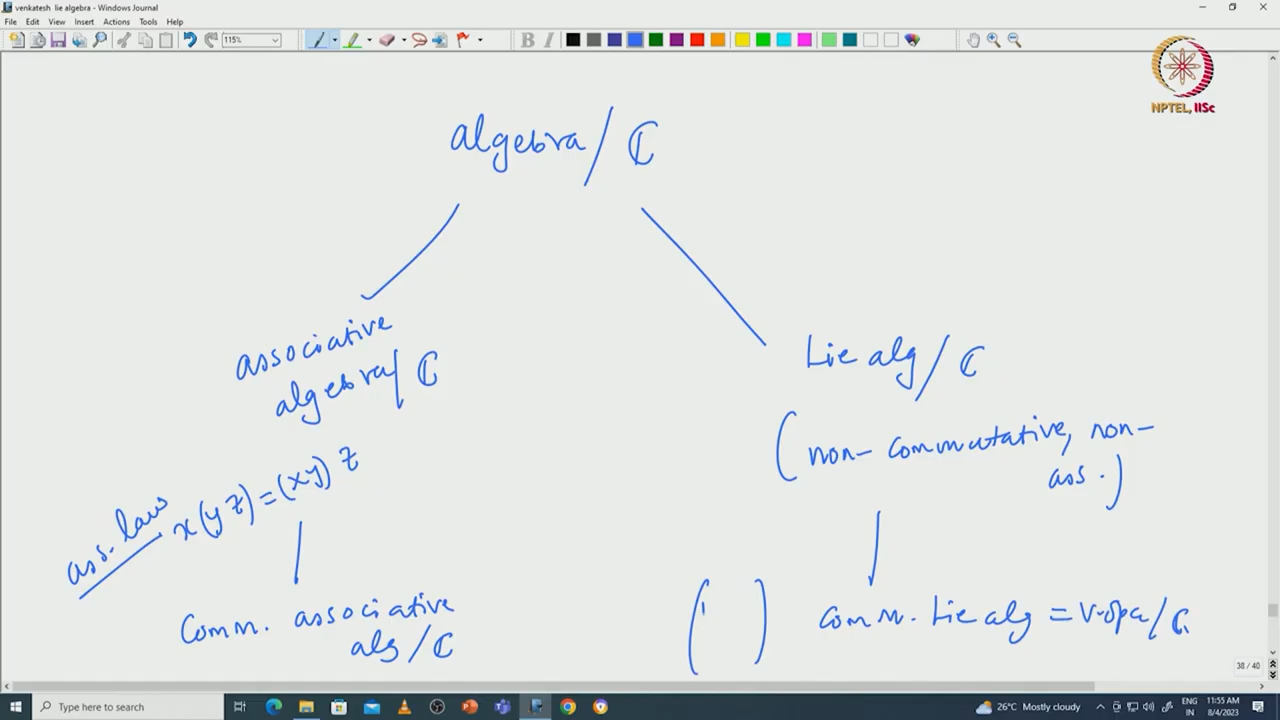 venkatesh lie algebra - Windows Journal
File Edit View Insert Actions Tools Help
115%
NPTEL, IISc
algebra / ℂ
associative
algebra / ℂ
Lie alg / ℂ
(non-commutative, non-
ass.)
ass. law x(yz) = (xy)z
Comm. associative
alg / ℂ
comm. Lie alg = v.spa / ℂ
38 / 40
Type here to search
26°C Mostly cloudy
ENG
IN
11:55 AM
8/4/2023